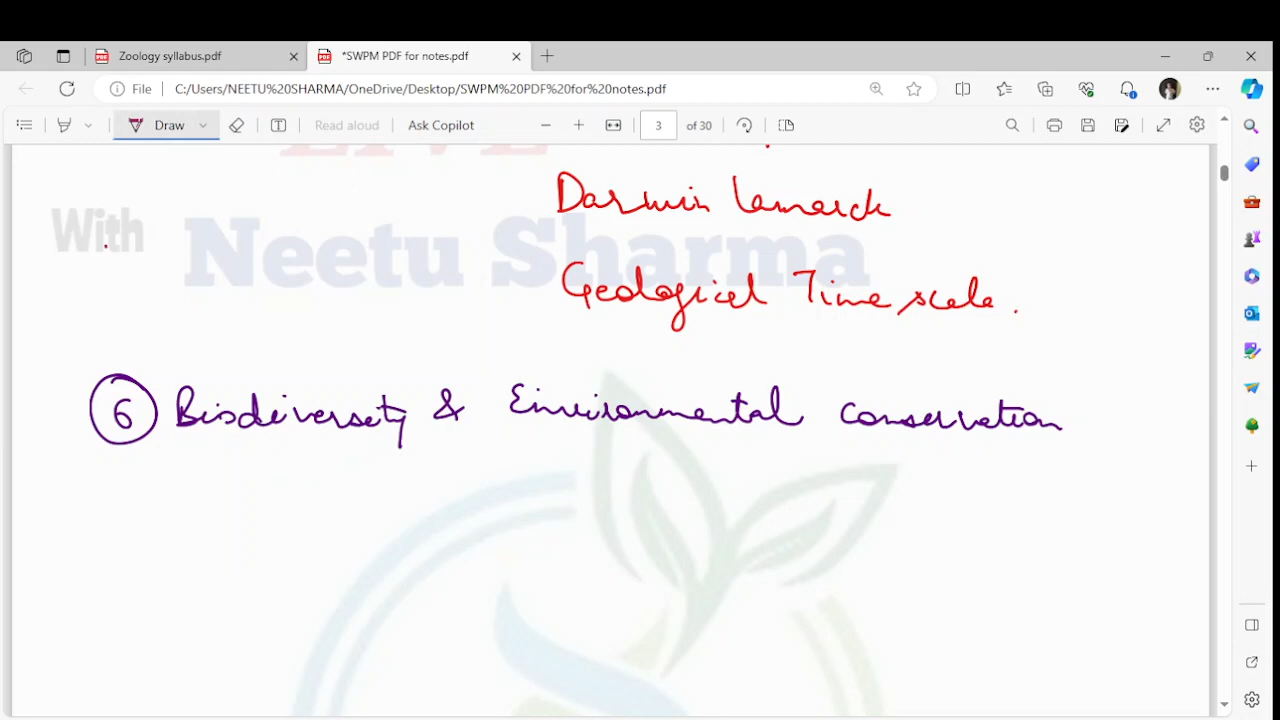 Zoology syllabus.pdf
*SWPM PDF for notes.pdf
File
C:/Users/NEETU%20SHARMA/OneDrive/Desktop/SWPM%20PDF%20for%20notes.pdf
Draw
Read aloud
Ask Copilot
3 of 30
LIVE
Darwin Lamarck
With Neetu Sharma
Geological Time scale.
6 Biodiversity & Environmental conservation